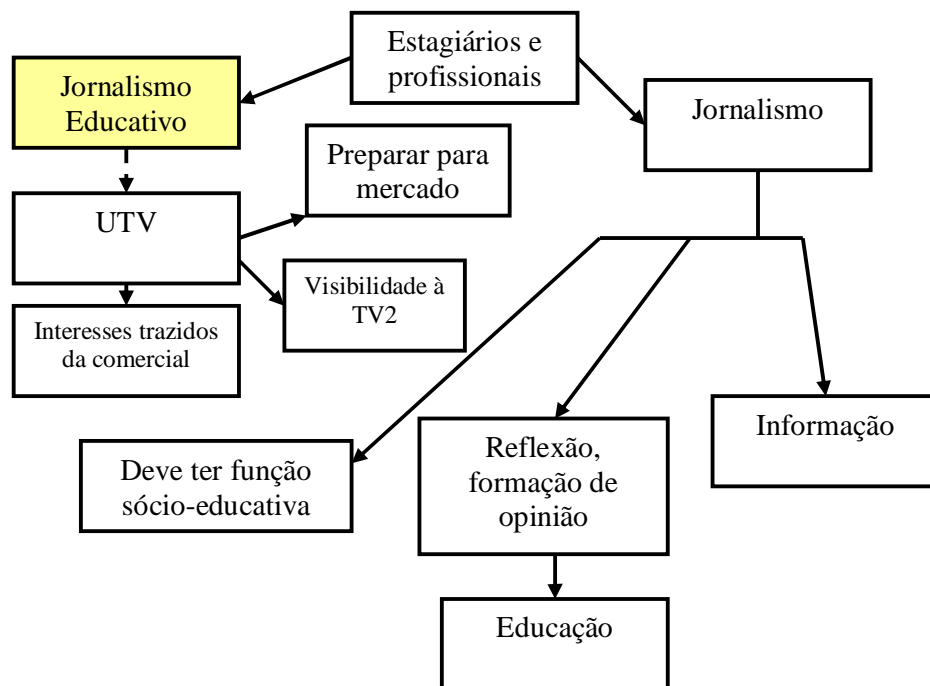 Estagiários e
profissionais
Jornalismo
Educativo
Jornalismo
Preparar para
mercado
UTV
Visibilidade à
TV2
Interesses trazidos
da comercial
Informação
Reflexão,
formação de
opinião
Deve ter função
sócio-educativa
Educação